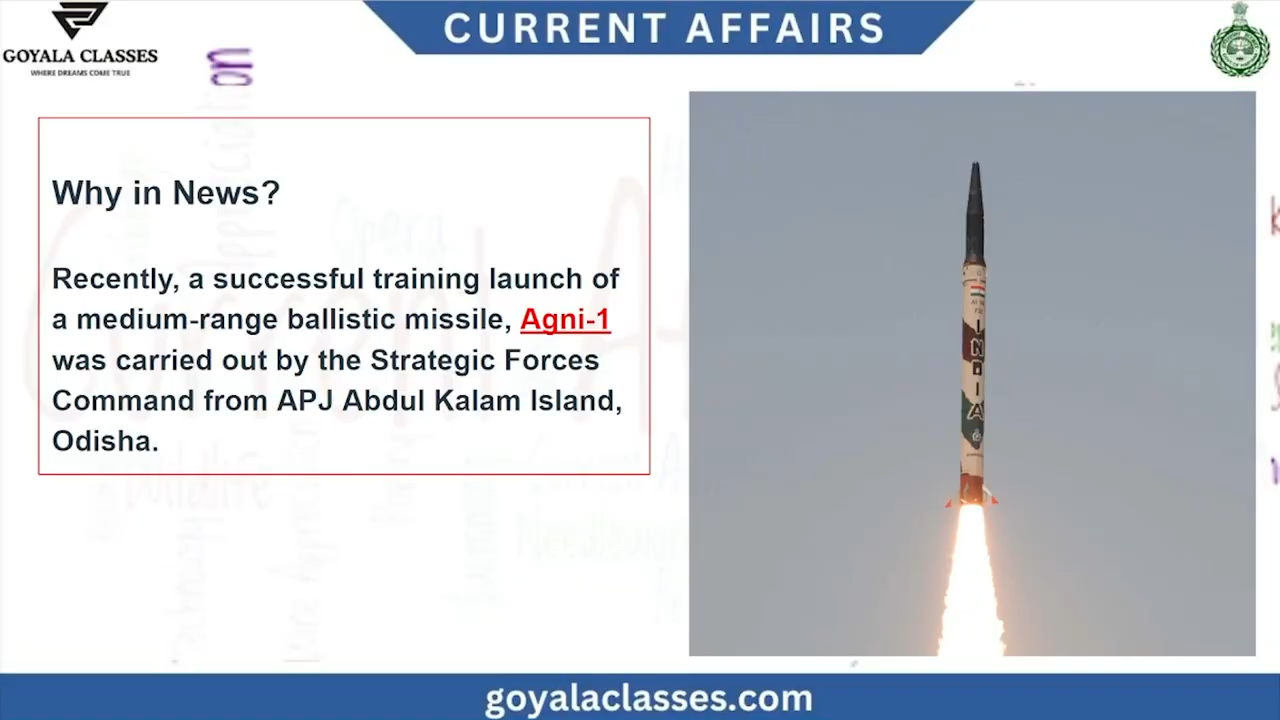 CURRENT AFFAIRS
GOYALA CLASSES
WHERE DREAMS COME TRUE
on
Why in News?
Recently, a successful training launch of
a medium-range ballistic missile, Agni-1
was carried out by the Strategic Forces
Command from APJ Abdul Kalam Island,
Odisha.
INDIA
goyalaclasses.com